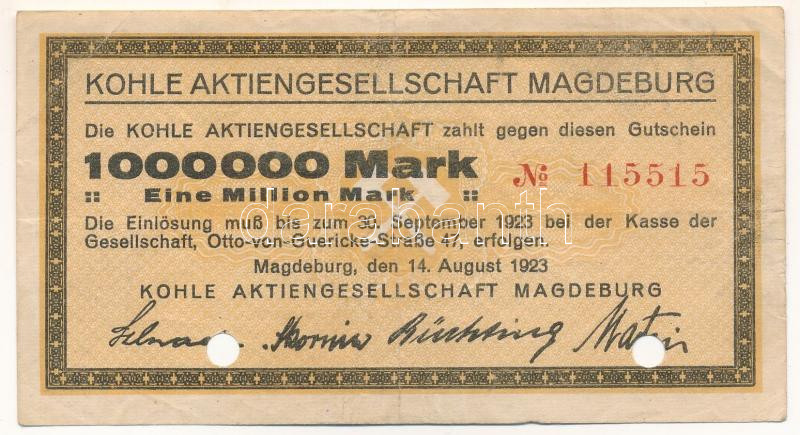 KOHLE AKTIENGESELLSCHAFT MAGDEBURG
Die KOHLE AKTIENGESELLSCHAFT zahlt gegen diesen Gutschein
1000000 Mark № 115515
:: Eine Million Mark ::
Die Einlösung muß bis zum 30. September 1923 bei der Kasse der
Gesellschaft, Otto-von-Guericke-Straße 47, erfolgen.
Magdeburg, den 14. August 1923
KOHLE AKTIENGESELLSCHAFT MAGDEBURG
darabanth